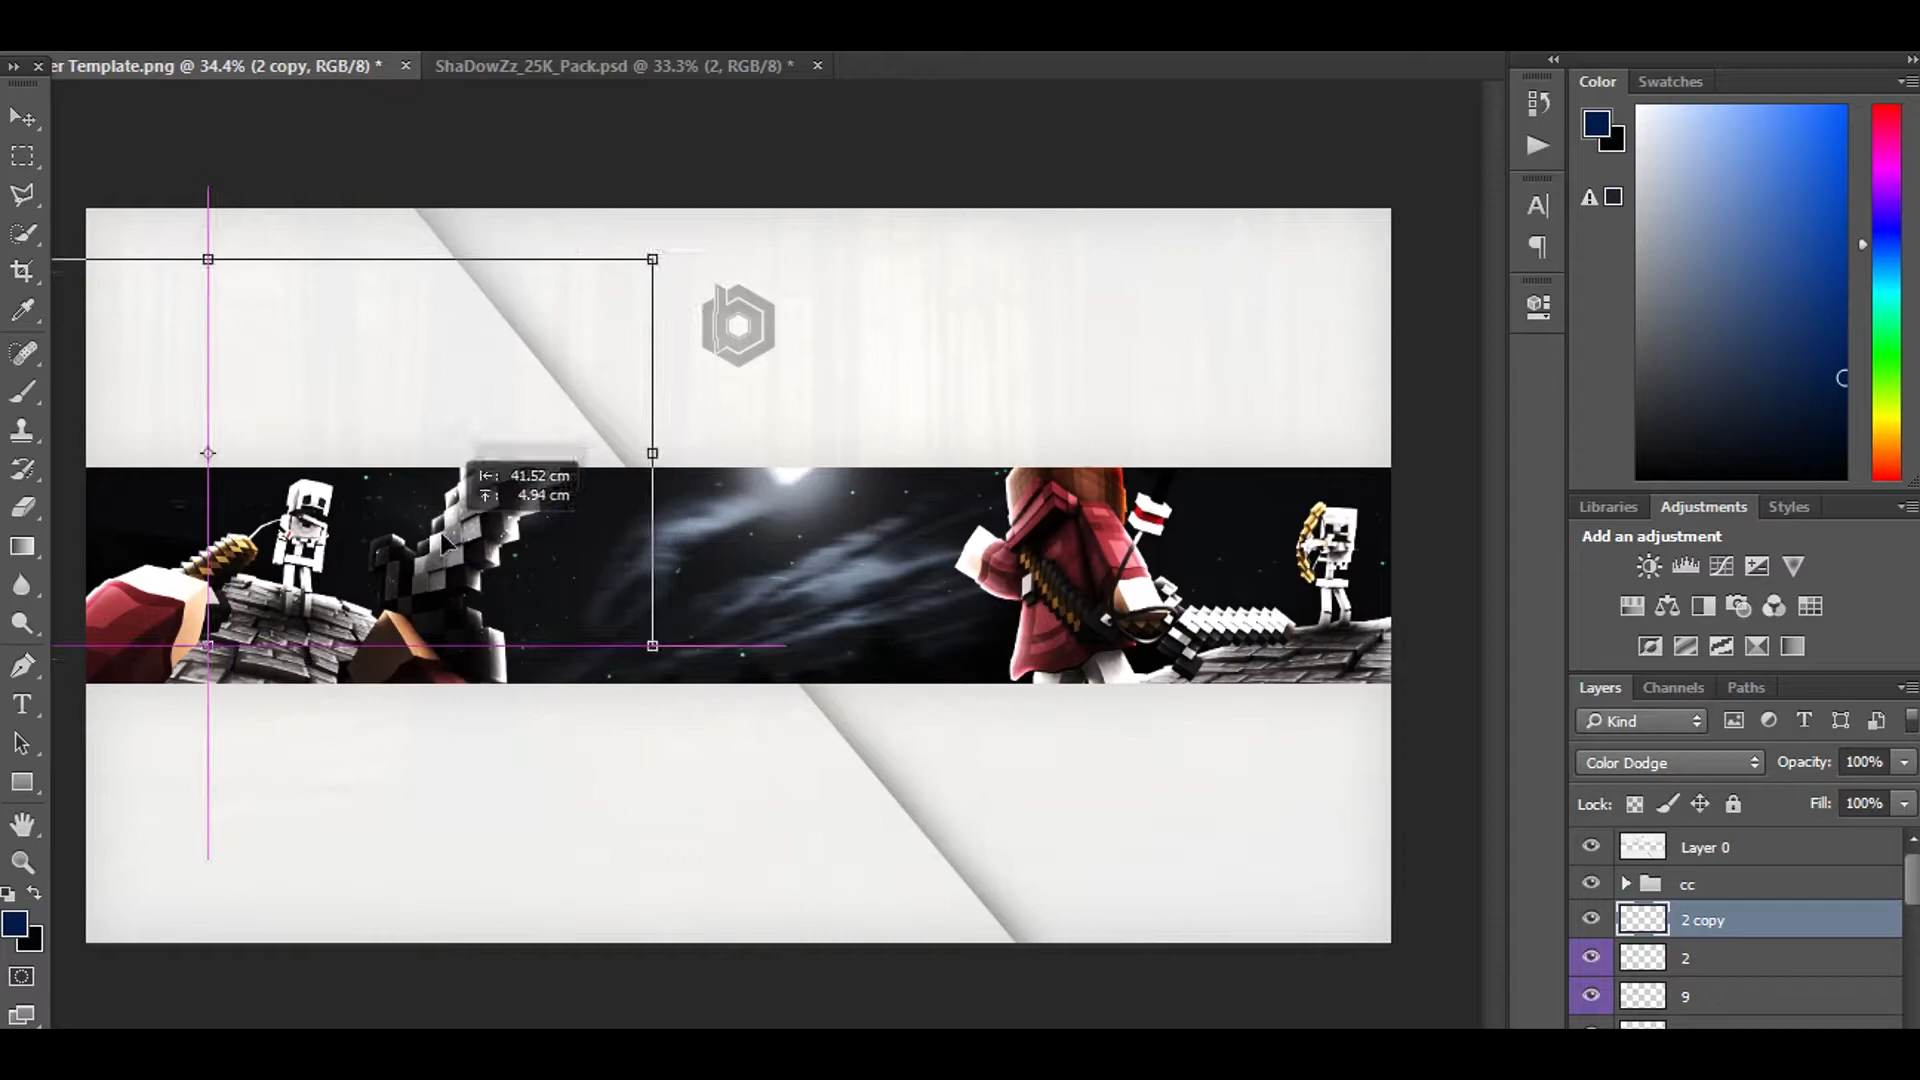 er Template.png @ 34.4% (2 copy, RGB/8) *
ShaDowZz_25K_Pack.psd @ 33.3% (2, RGB/8) *
Color
Swatches
41.52 cm
4.94 cm
Libraries
Adjustments
Styles
Add an adjustment
Layers
Channels
Paths
Kind
Color Dodge
Opacity:
100%
Lock:
Fill:
100%
Layer 0
cc
2 copy
2
9